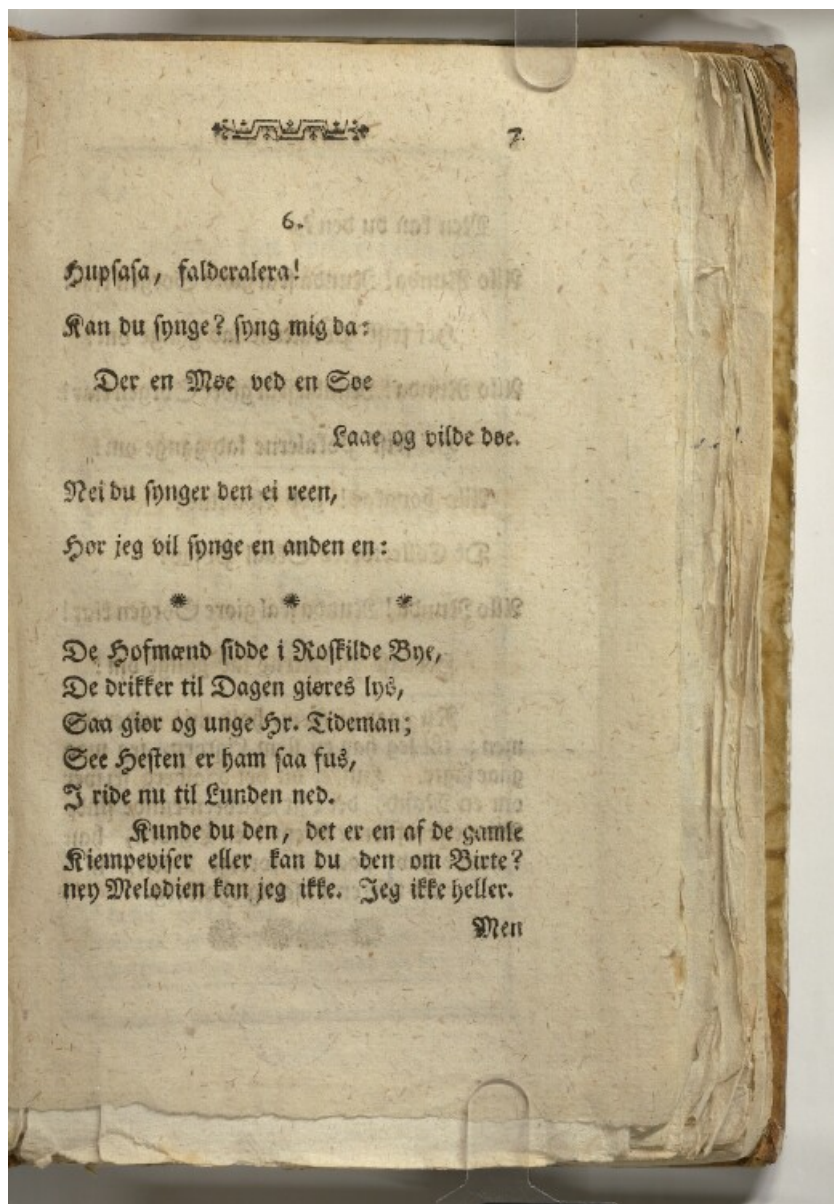 7.
6.
Hupsasa, falderalera!
Kan du synge? syng mig da:
Der en Møe ved en Søe
Laae og vilde døe.
Nei du synger den ei reen,
Hør jeg vil synge en anden en:
* * *
De Hofmænd sidde i Roskilde Bye,
De drikker til Dagen giøres lys,
Saa giør og unge Hr. Tideman;
See Hesten er ham saa fus,
I ride nu til Lunden ned.
Kunde du den, det er en af de gamle
Kiempeviser eller kan du den om Birte?
ney Melodien kan jeg ikke. Jeg ikke heller.
Men